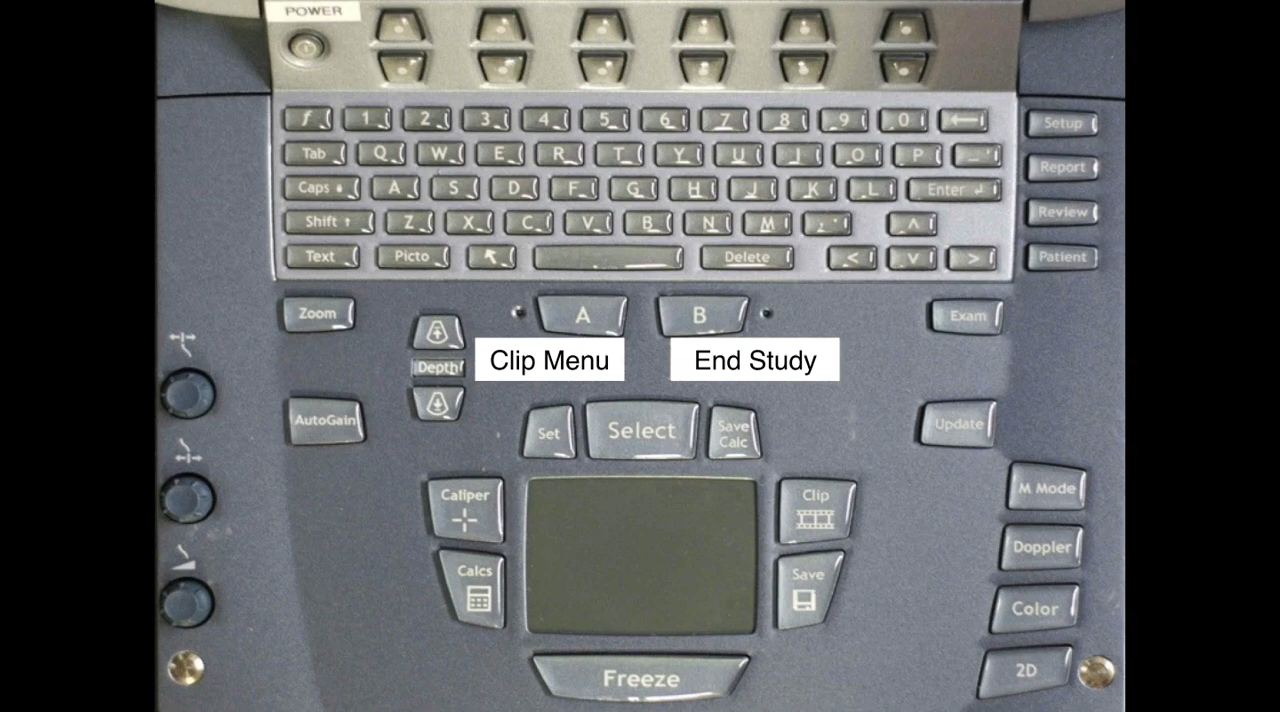 POWER
f 1 2 3 4 5 6 7 8 9 0
Tab Q W E R T Y U I O P
Setup
Report
Caps A S D F G H J K L Enter
Review
Shift Z X C V B N M
Text Picto Delete < v >
Patient
Zoom
A B
Exam
Clip Menu End Study
Depth
AutoGain
Set Select Save
Calc
Update
Caliper
Clip
M Mode
Doppler
Calcs
Save
Color
Freeze
2D